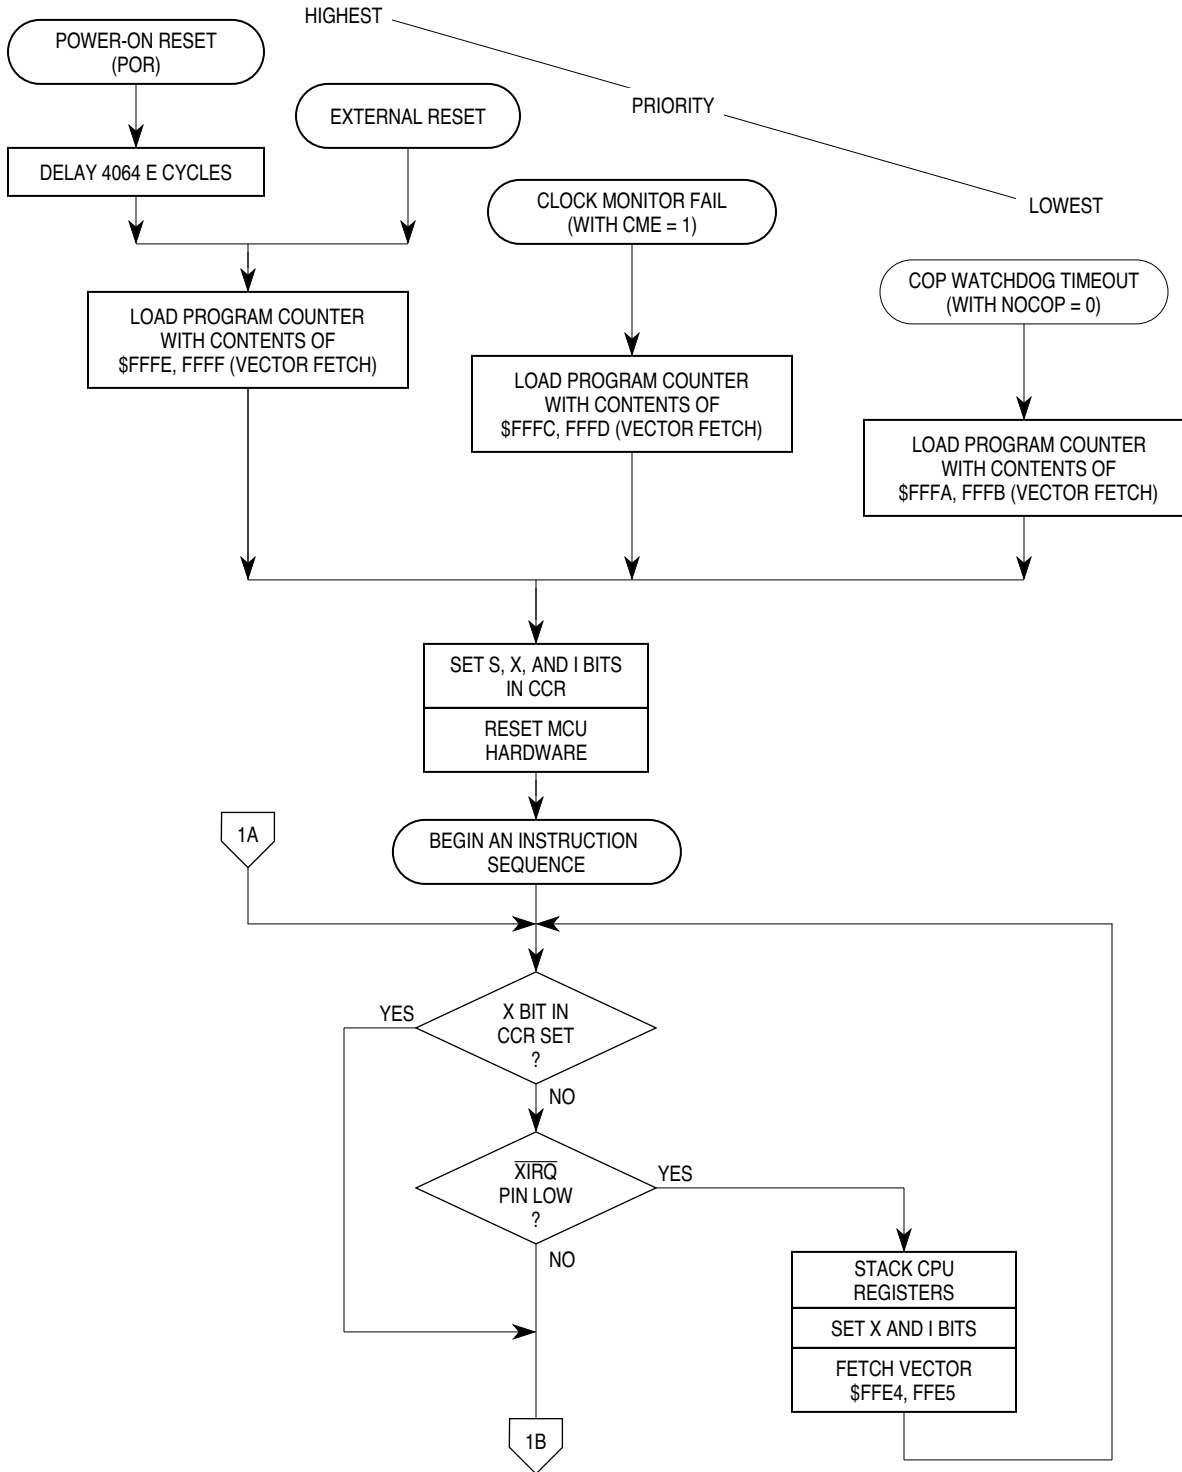 HIGHEST
POWER-ON RESET
(POR)
PRIORITY
EXTERNAL RESET
DELAY 4064 E CYCLES
CLOCK MONITOR FAIL
(WITH CME = 1)
LOWEST
COP WATCHDOG TIMEOUT
(WITH NOCOP = 0)
LOAD PROGRAM COUNTER
WITH CONTENTS OF
$FFFE, FFFF (VECTOR FETCH)
LOAD PROGRAM COUNTER
WITH CONTENTS OF
$FFFC, FFFD (VECTOR FETCH)
LOAD PROGRAM COUNTER
WITH CONTENTS OF
$FFFA, FFFB (VECTOR FETCH)
SET S, X, AND I BITS
IN CCR
RESET MCU
HARDWARE
1A
BEGIN AN INSTRUCTION
SEQUENCE
YES
X BIT IN
CCR SET
?
NO
XIRQ
PIN LOW
?
YES
NO
STACK CPU
REGISTERS
SET X AND I BITS
FETCH VECTOR
$FFE4, FFE5
1B